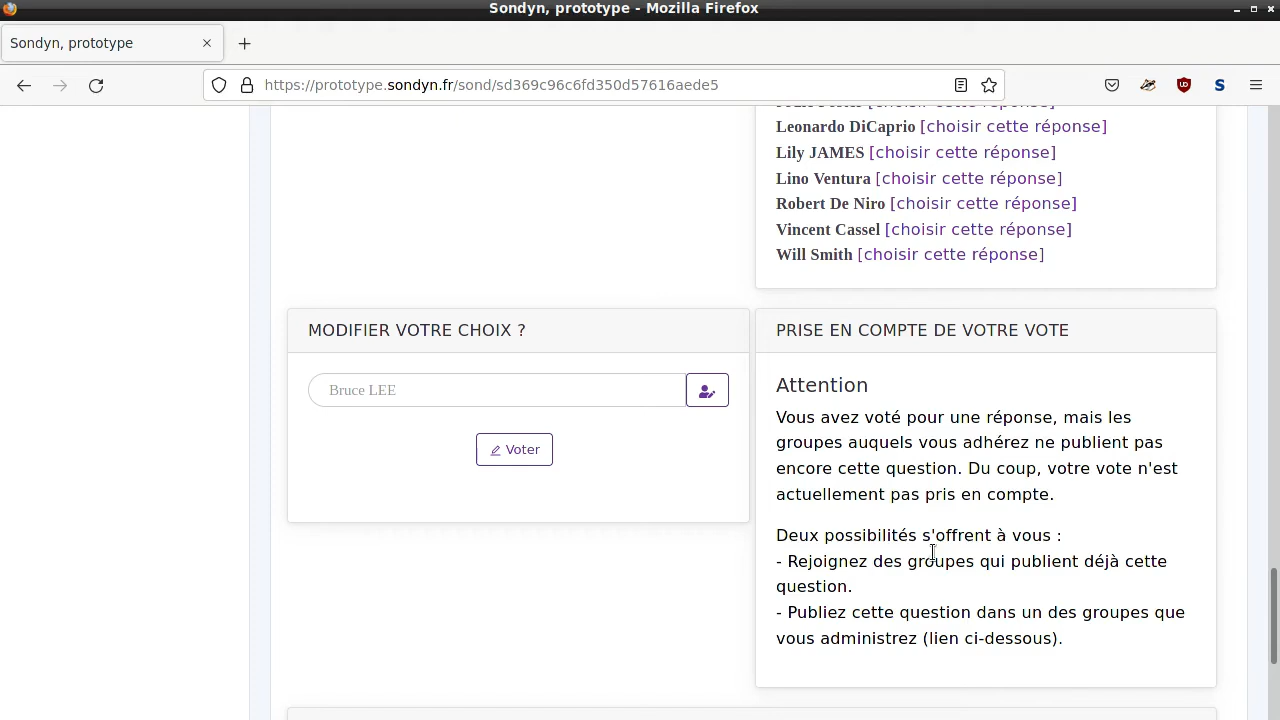 Sondyn, prototype - Mozilla Firefox
Sondyn, prototype
https://prototype.sondyn.fr/sond/sd369c96c6fd350d57616aede5
[choisir cette réponse]
Leonardo DiCaprio [choisir cette réponse]
Lily JAMES [choisir cette réponse]
Lino Ventura [choisir cette réponse]
Robert De Niro [choisir cette réponse]
Vincent Cassel [choisir cette réponse]
Will Smith [choisir cette réponse]
MODIFIER VOTRE CHOIX ?
Bruce LEE
Voter
PRISE EN COMPTE DE VOTRE VOTE
Attention
Vous avez voté pour une réponse, mais les
groupes auquels vous adhérez ne publient pas
encore cette question. Du coup, votre vote n'est
actuellement pas pris en compte.
Deux possibilités s'offrent à vous :
- Rejoignez des groupes qui publient déjà cette
question.
- Publiez cette question dans un des groupes que
vous administrez (lien ci-dessous).